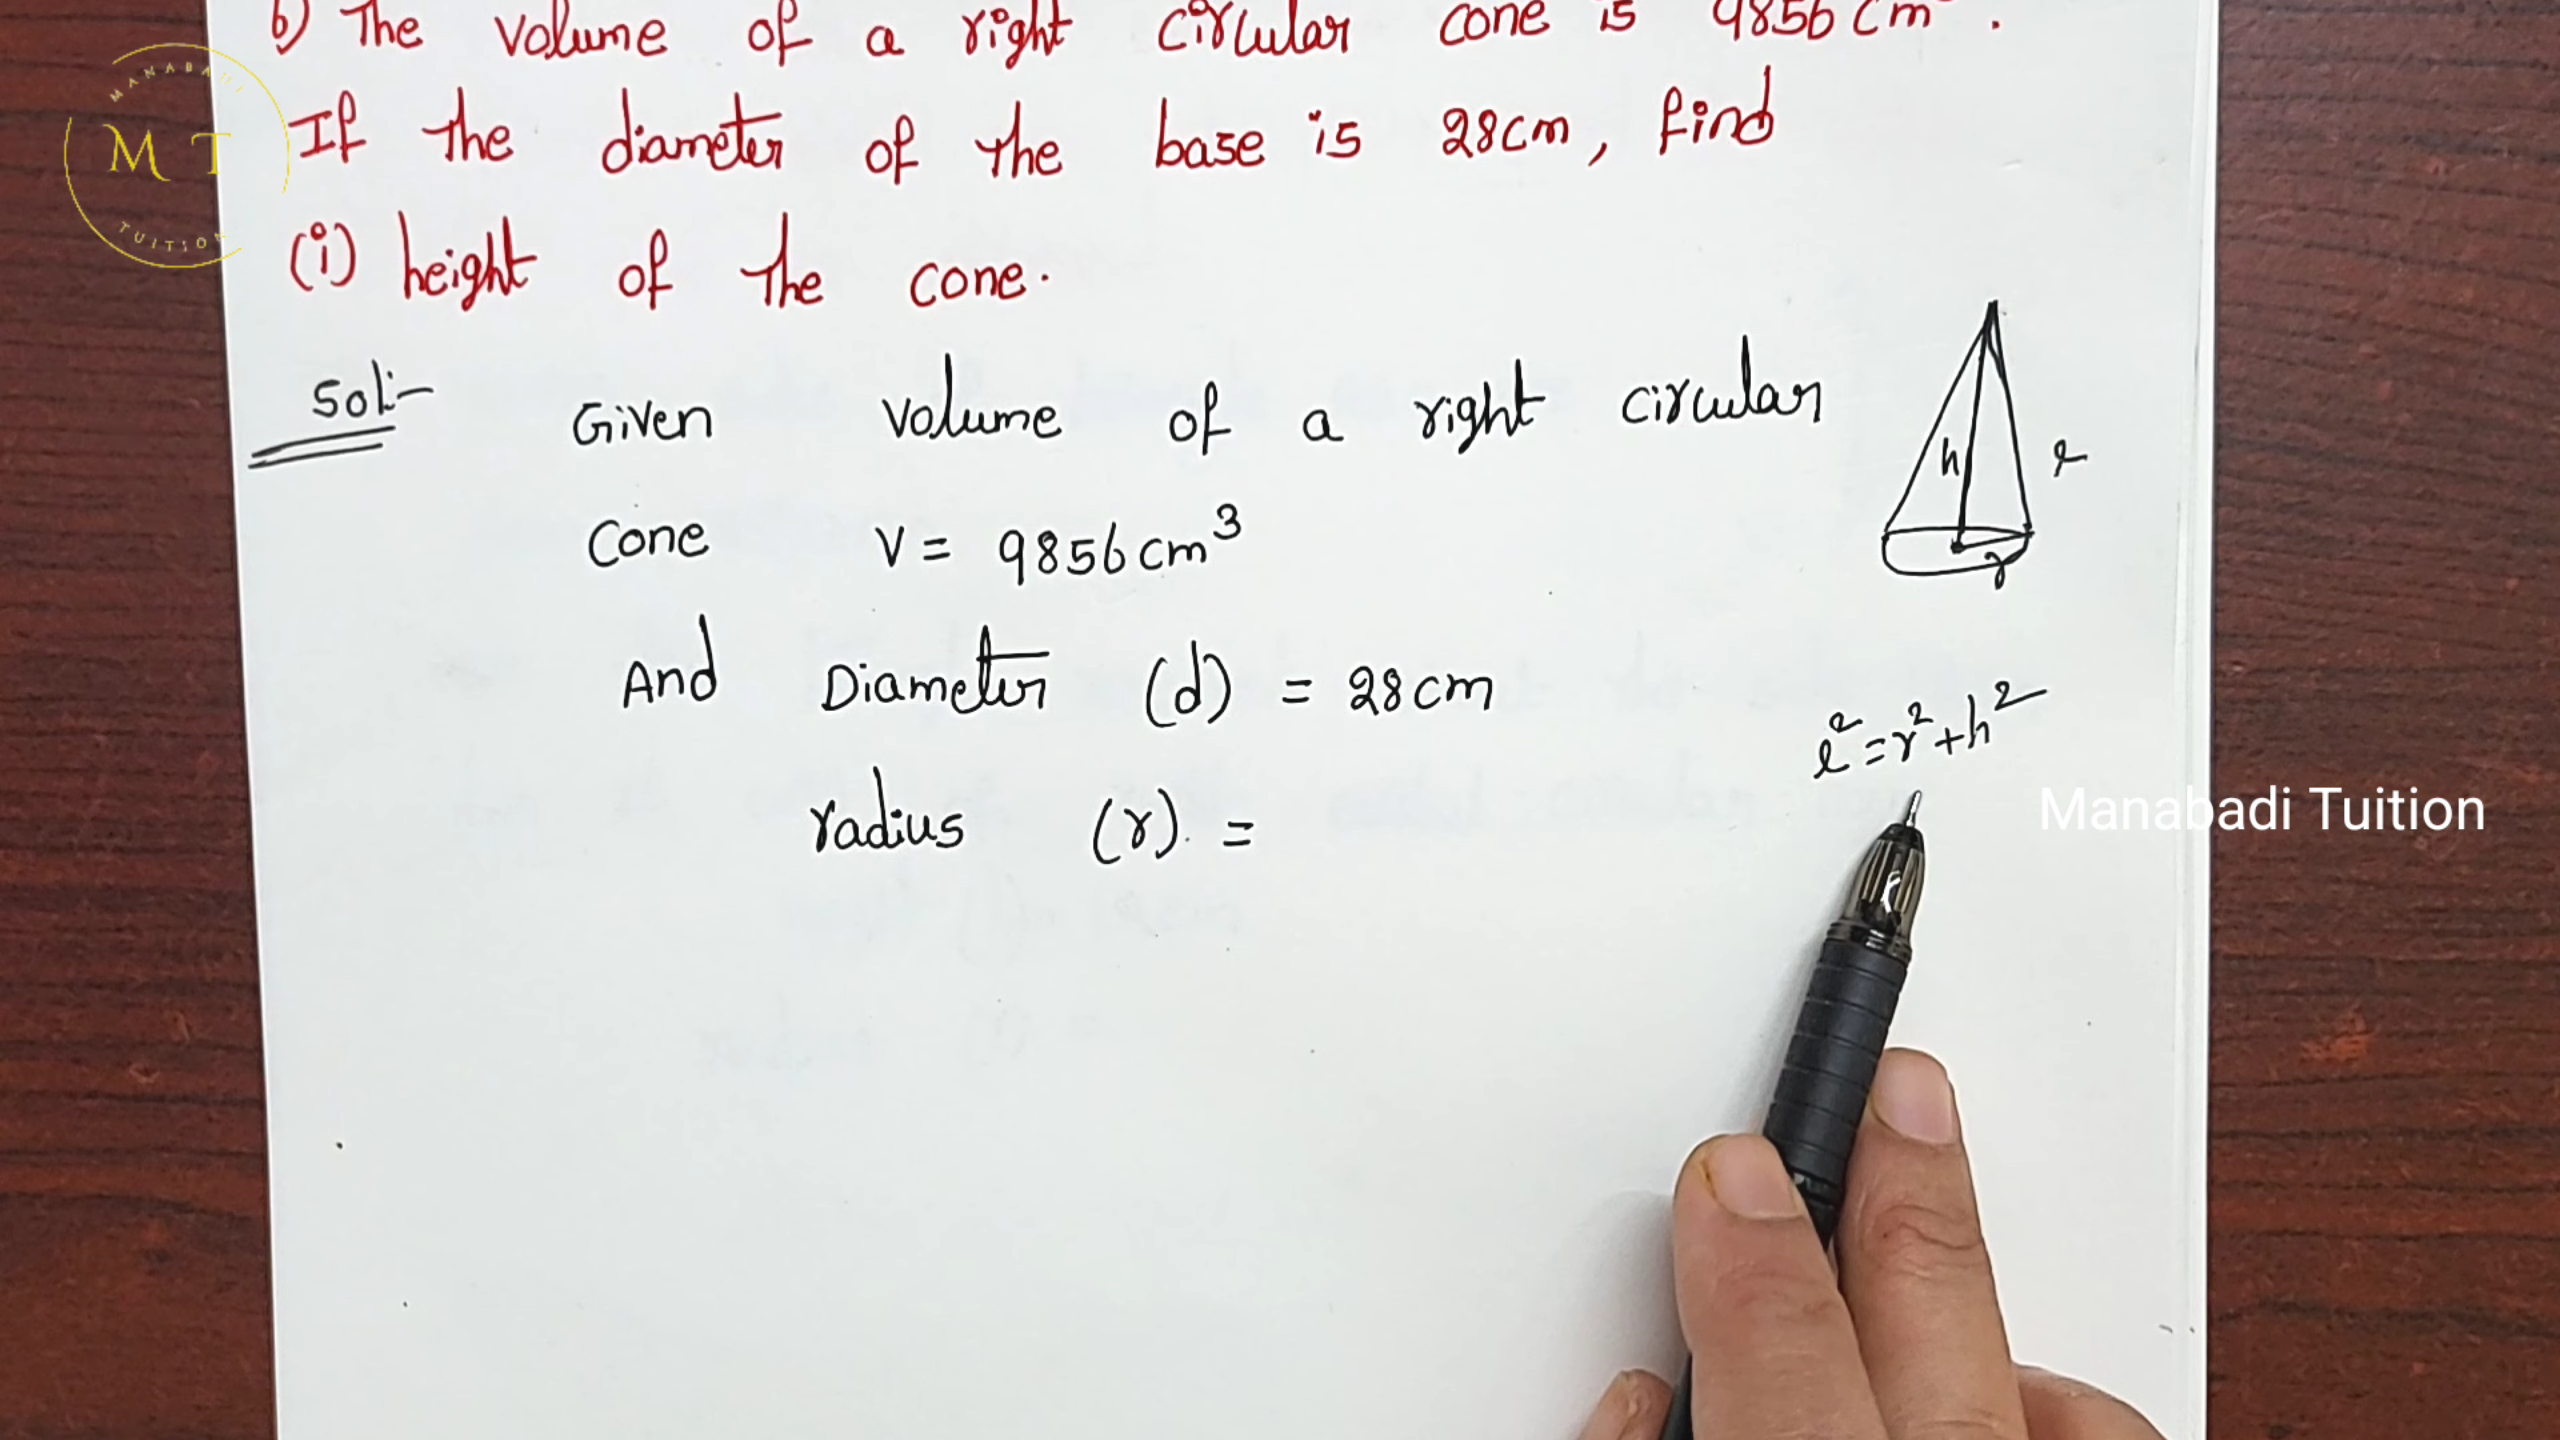 b) The volume of a right circular cone is 9856 cm³.
If the diameter of the base is 28cm, find
(i) height of the cone.
Sol:-
Given volume of a right circular
h
l
r
Cone V = 9856 cm³
And Diameter (d) = 28 cm
l² = r² + h²
radius (r) =
MANABADI
M T
TUITION
Manabadi Tuition